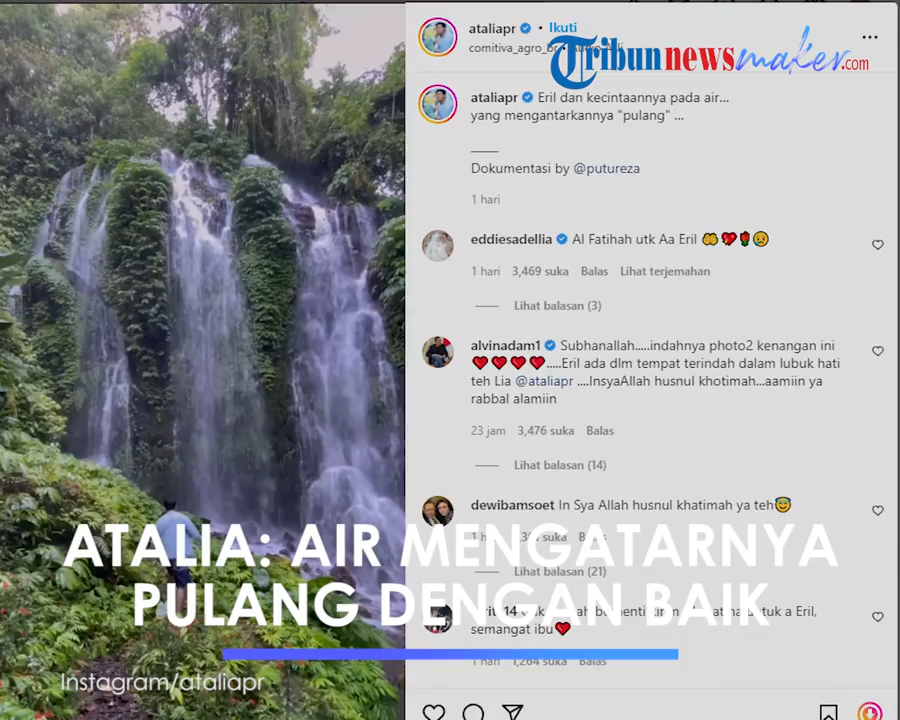 ataliapr • Ikuti
comitiva_agro_br •
Tribunnewsmaker.com
ataliapr Eril dan kecintaannya pada air...
yang mengantarkannya "pulang" ...
Dokumentasi by @putureza
1 hari
eddiesadellia Al Fatihah utk Aa Eril 🤲💖🌹😢
1 hari 3,469 suka Balas Lihat terjemahan
Lihat balasan (3)
alvinadam1 Subhanallah.....indahnya photo2 kenangan ini
❤❤❤❤.....Eril ada dlm tempat terindah dalam lubuk hati
teh Lia @ataliapr ....InsyaAllah husnul khotimah...aamiin ya
rabbal alamiin
23 jam 3,476 suka Balas
Lihat balasan (14)
dewibamsoet In Sya Allah husnul khatimah ya teh😇
ATALIA: AIR MENGATARNYA
Lihat balasan (21)
PULANG DENGAN BAIK
untuk a Eril,
semangat ibu❤
1 hari 1,264 suka Balas
Instagram/ataliapr